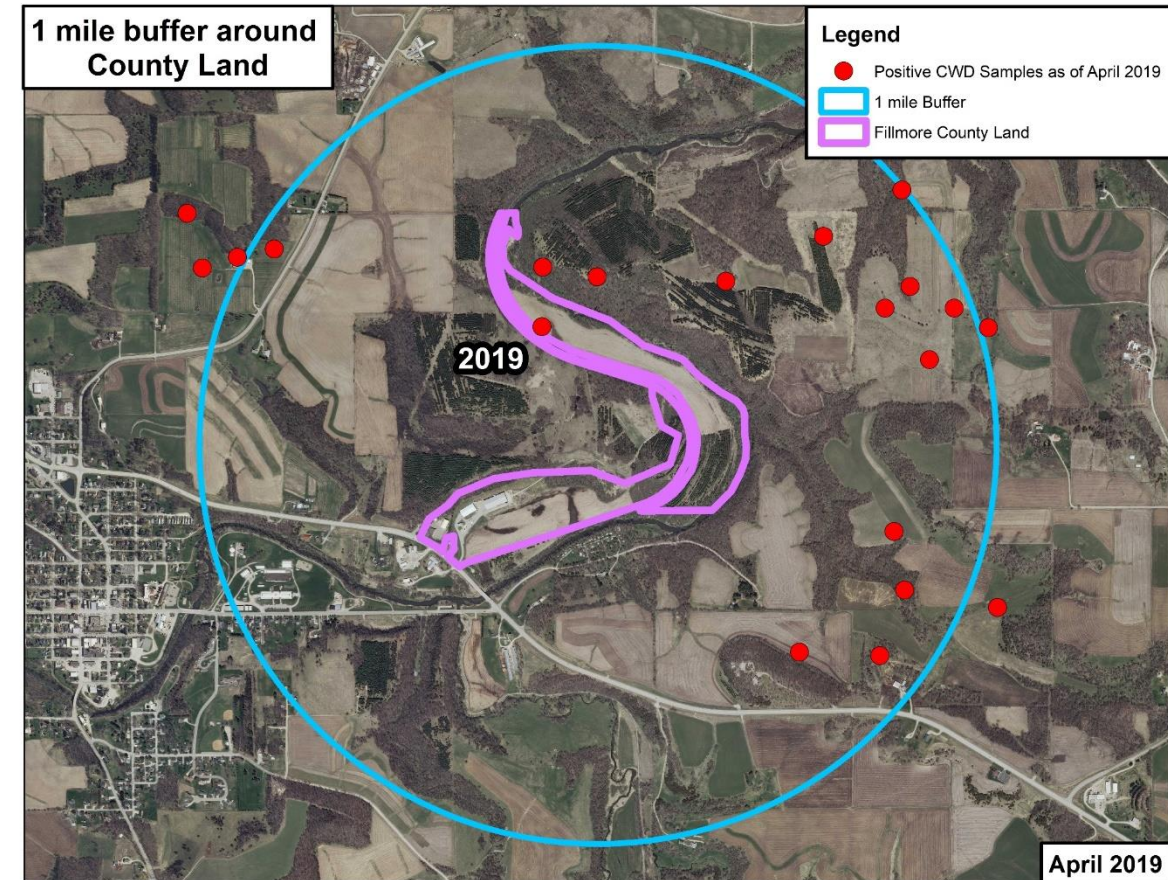 1 mile buffer around
County Land
Legend
Positive CWD Samples as of April 2019
1 mile Buffer
Fillmore County Land
2019
April 2019